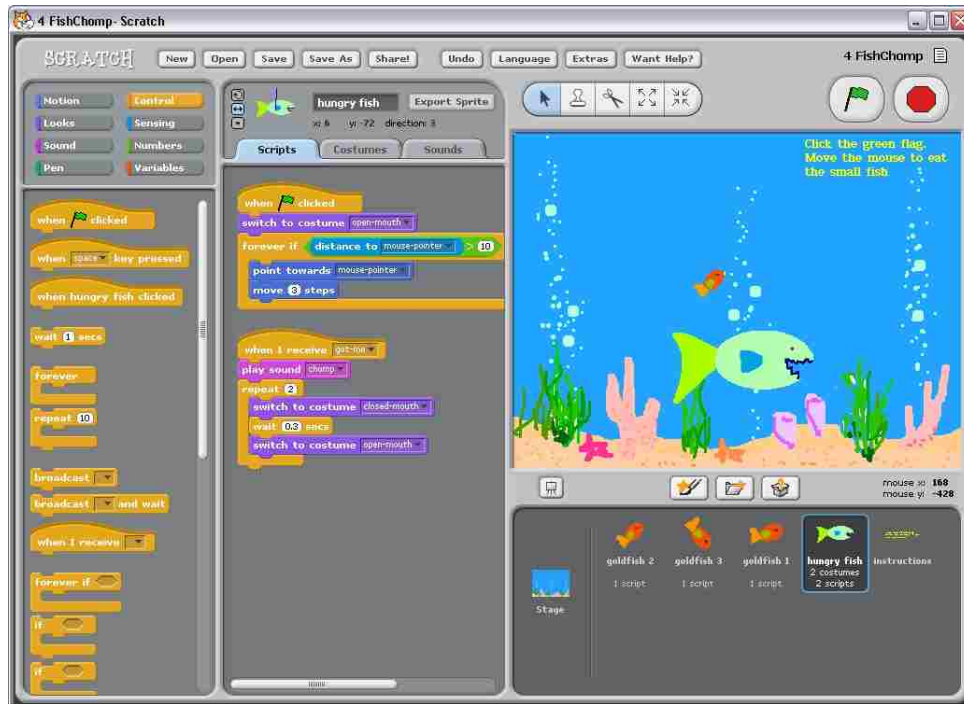 4 FishChomp- Scratch
SCRATCH New Open Save Save As Share! Undo Language Extras Want Help? 4 FishChomp
Motion Control
Looks Sensing
Sound Numbers
Pen Variables
when clicked
when space key pressed
when hungry fish clicked
wait 1 secs
forever
repeat 10
broadcast
broadcast and wait
when I receive
forever if
if
if
hungry fish Export Sprite
x: 6 y: -72 direction: 3
Scripts Costumes Sounds
when clicked
switch to costume open-mouth
forever if distance to mouse-pointer > 10
point towards mouse-pointer
move 3 steps
when I receive got-me
play sound chomp
repeat 2
switch to costume closed-mouth
wait 0.3 secs
switch to costume open-mouth
Click the green flag.
Move the mouse to eat
the small fish
mouse x: 168
mouse y: -428
Stage
goldfish 2
1 script
goldfish 3
1 script
goldfish 1
1 script
hungry fish
2 costumes
2 scripts
instructions